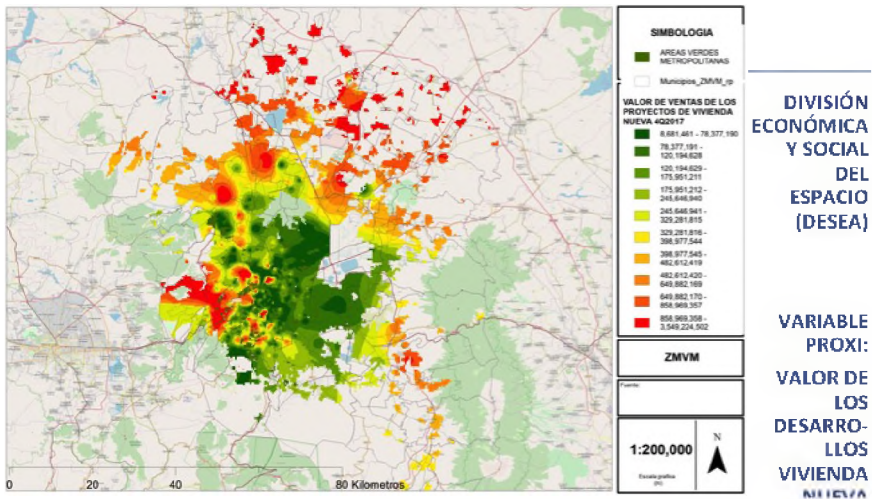 SIMBOLOGIA
AREAS VERDES
METROPOLITANAS
Municipios_ZMVM_rp
VALOR DE VENTAS DE LOS
PROYECTOS DE VIVIENDA
NUEVA 4Q2017
8,681,461 - 78,377,190
78,377,191 -
120,194,628
120,194,629 -
175,951,211
175,951,212 -
245,646,940
245,646,941 -
329,281,815
329,281,816 -
398,977,544
398,977,545 -
482,612,419
482,612,420 -
649,882,169
649,882,170 -
858,969,357
858,969,358 -
3,549,224,502
ZMVM
Fuente:
1:200,000
Escala gráfica
N
0 20 40 80 Kilometros
DIVISIÓN
ECONÓMICA
Y SOCIAL
DEL
ESPACIO
(DESEA)
VARIABLE
PROXI:
VALOR DE
LOS
DESARRO-
LLOS
VIVIENDA
NUEVA